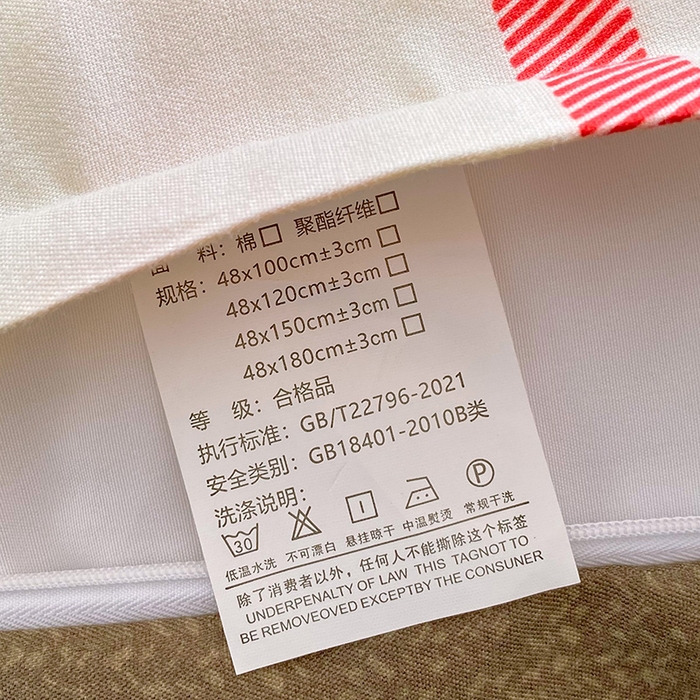 面 料：棉□ 聚酯纤维□
规格：48x100cm±3cm □
48x120cm±3cm □
48x150cm±3cm □
48x180cm±3cm □
等 级：合格品
执行标准：GB/T22796-2021
安全类别：GB18401-2010B类
洗涤说明：
30 P
低温水洗 不可漂白 悬挂晾干 中温熨烫 常规干洗
除了消费者以外，任何人不能撕除这个标签
UNDERPENALTY OF LAW THIS TAGNOT TO
BE REMOVEOVED EXCEPTBY THE CONSUNER